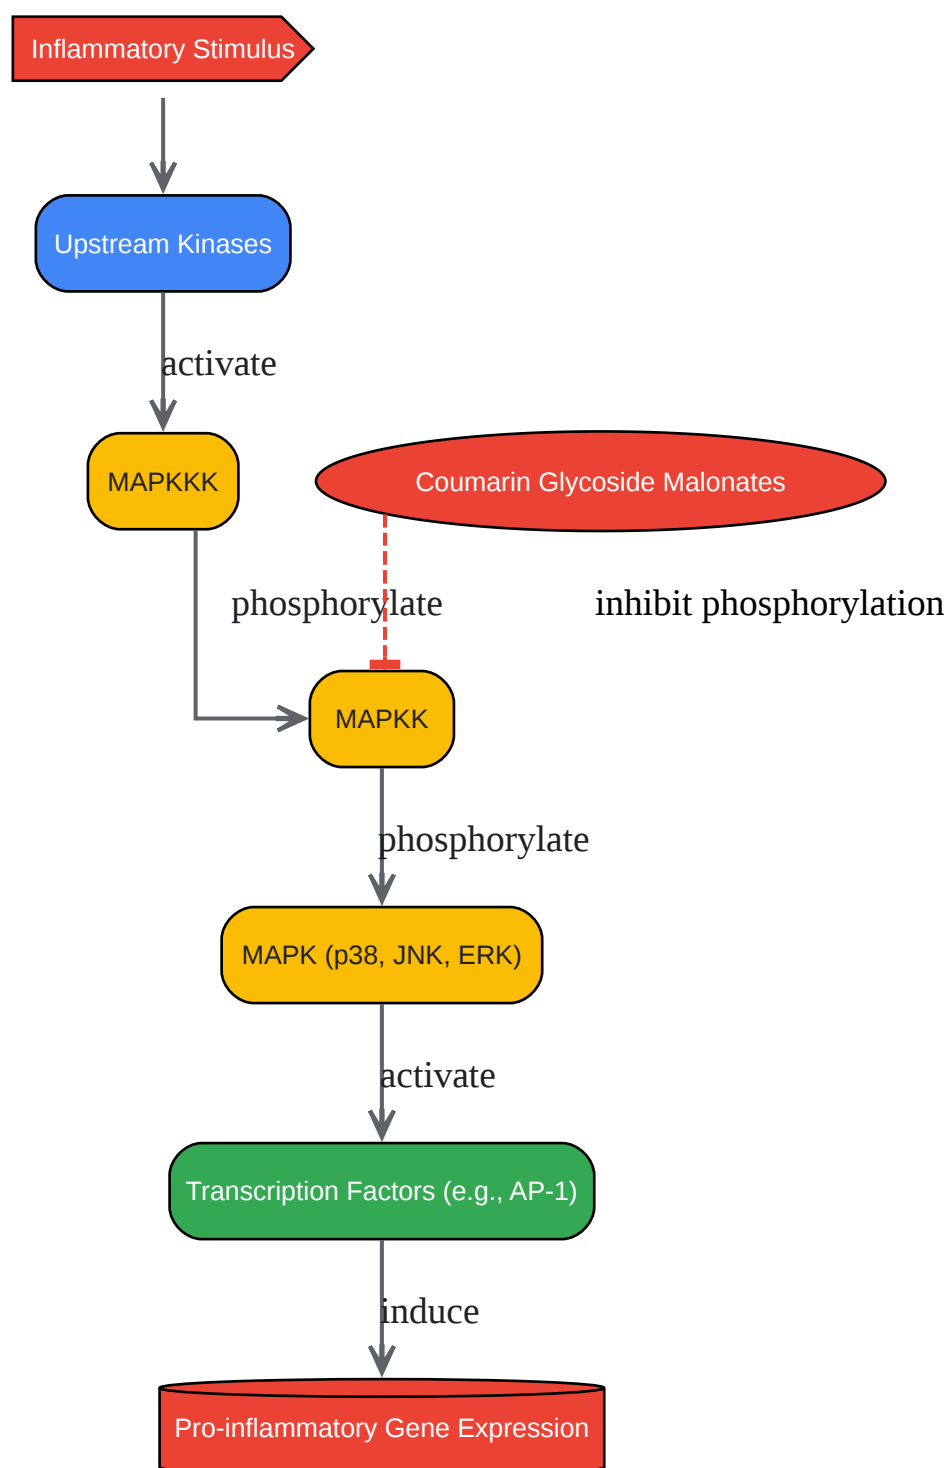 Inflammatory Stimulus
Upstream Kinases
activate
MAPKKK
Coumarin Glycoside Malonates
phosphorylate
inhibit phosphorylation
MAPKK
phosphorylate
MAPK (p38, JNK, ERK)
activate
Transcription Factors (e.g., AP-1)
induce
Pro-inflammatory Gene Expression